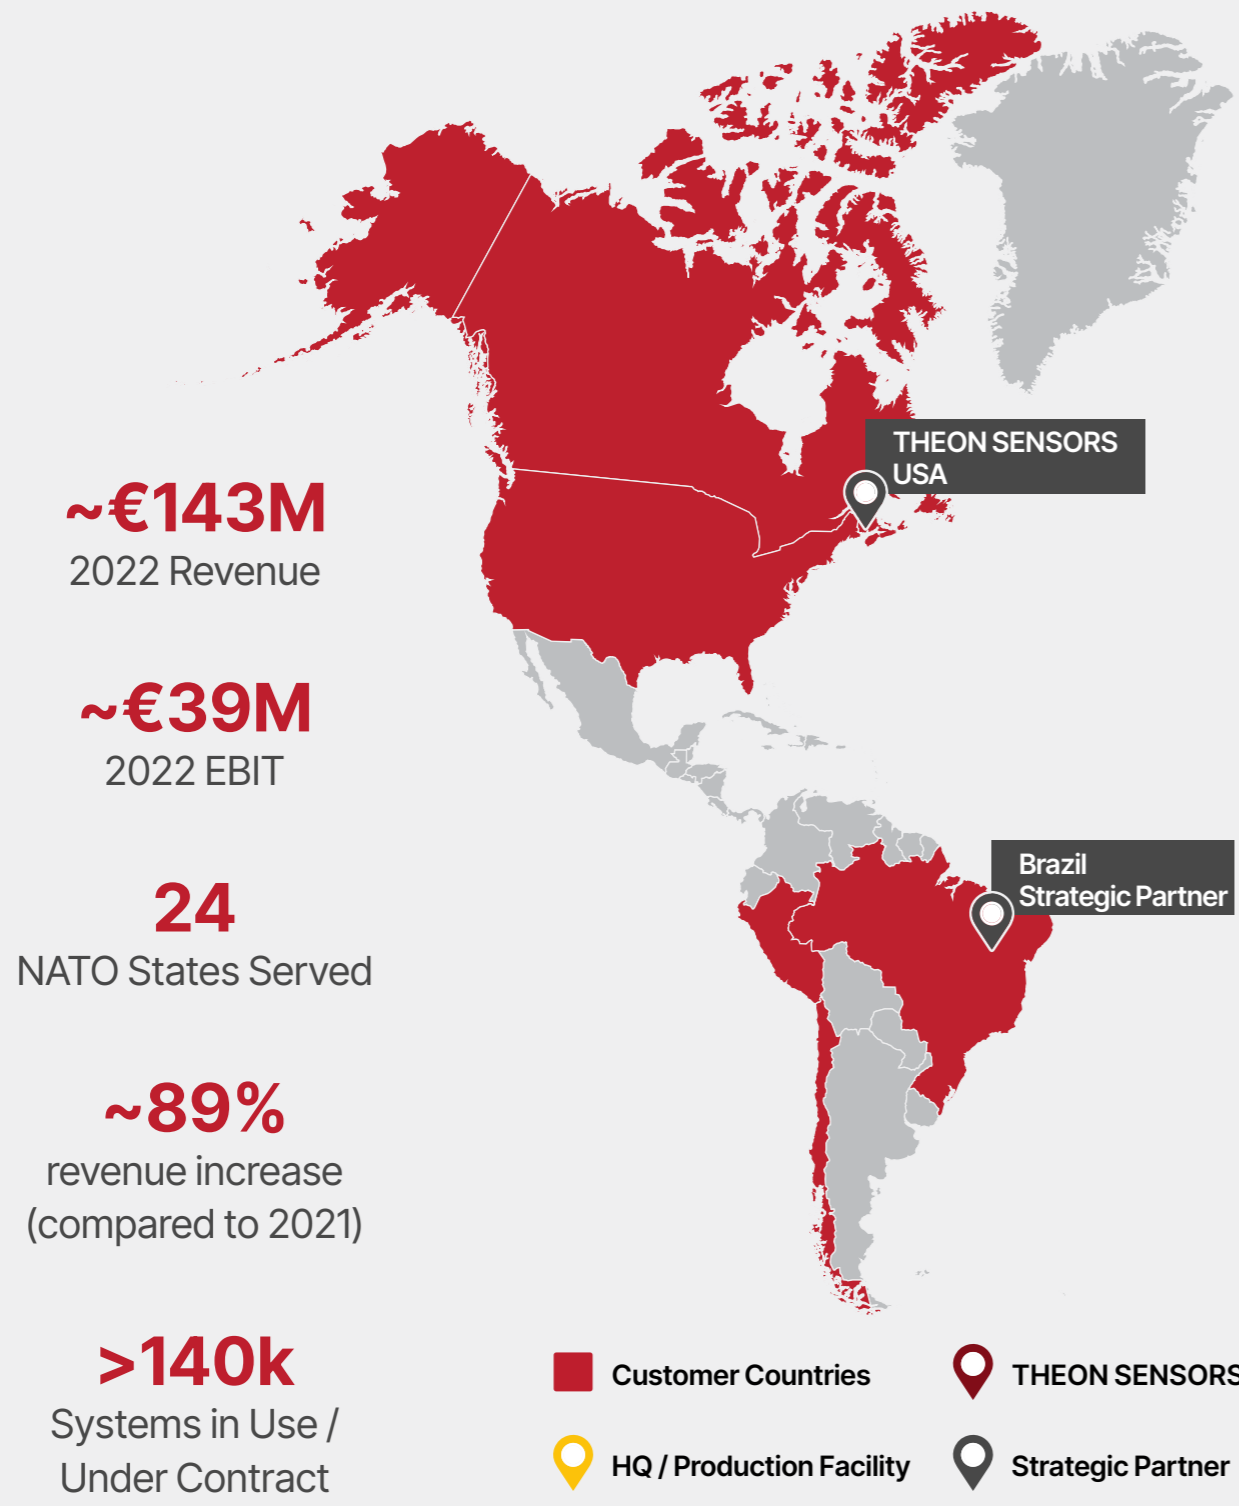 ~€143M
2022 Revenue
~€39M
2022 EBIT
24
NATO States Served
~89%
revenue increase
(compared to 2021)
>140k
Systems in Use /
Under Contract
THEON SENSORS
USA
Brazil
Strategic Partner
Customer Countries
THEON SENSORS
HQ / Production Facility
Strategic Partner